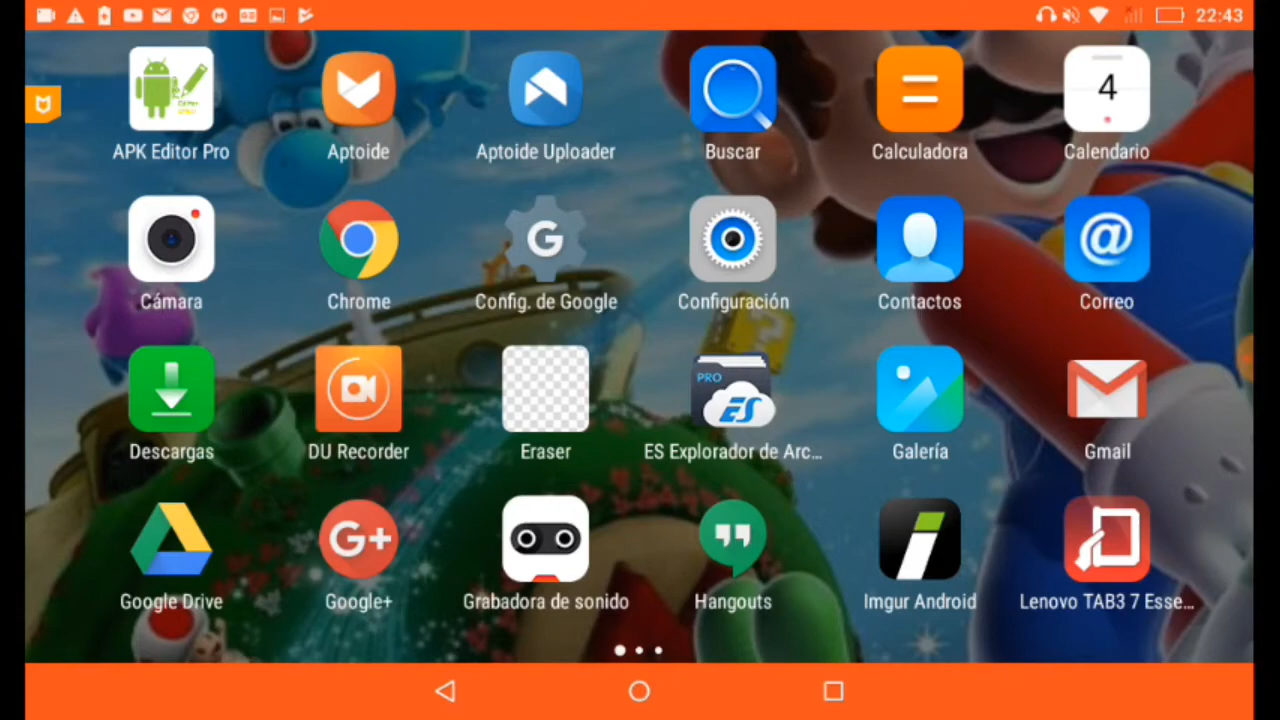 22:43
APK Editor Pro
Aptoide
Aptoide Uploader
Buscar
Calculadora
4
Calendario
Cámara
Chrome
G
Config. de Google
Configuración
Contactos
@
Correo
Descargas
DU Recorder
Eraser
PRO
ES
ES Explorador de Arc...
Galería
Gmail
Google Drive
G+
Google+
Grabadora de sonido
Hangouts
Imgur Android
Lenovo TAB3 7 Esse...